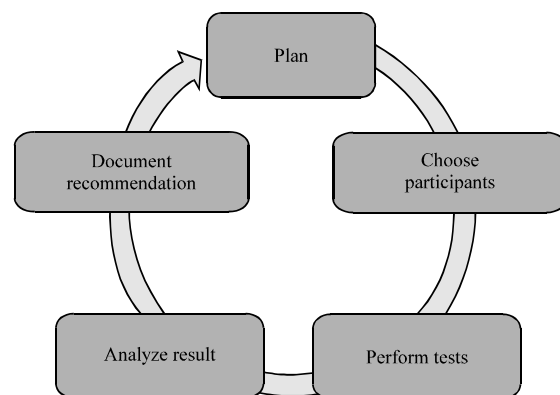 Plan
Choose
participants
Perform tests
Analyze result
Document
recommendation